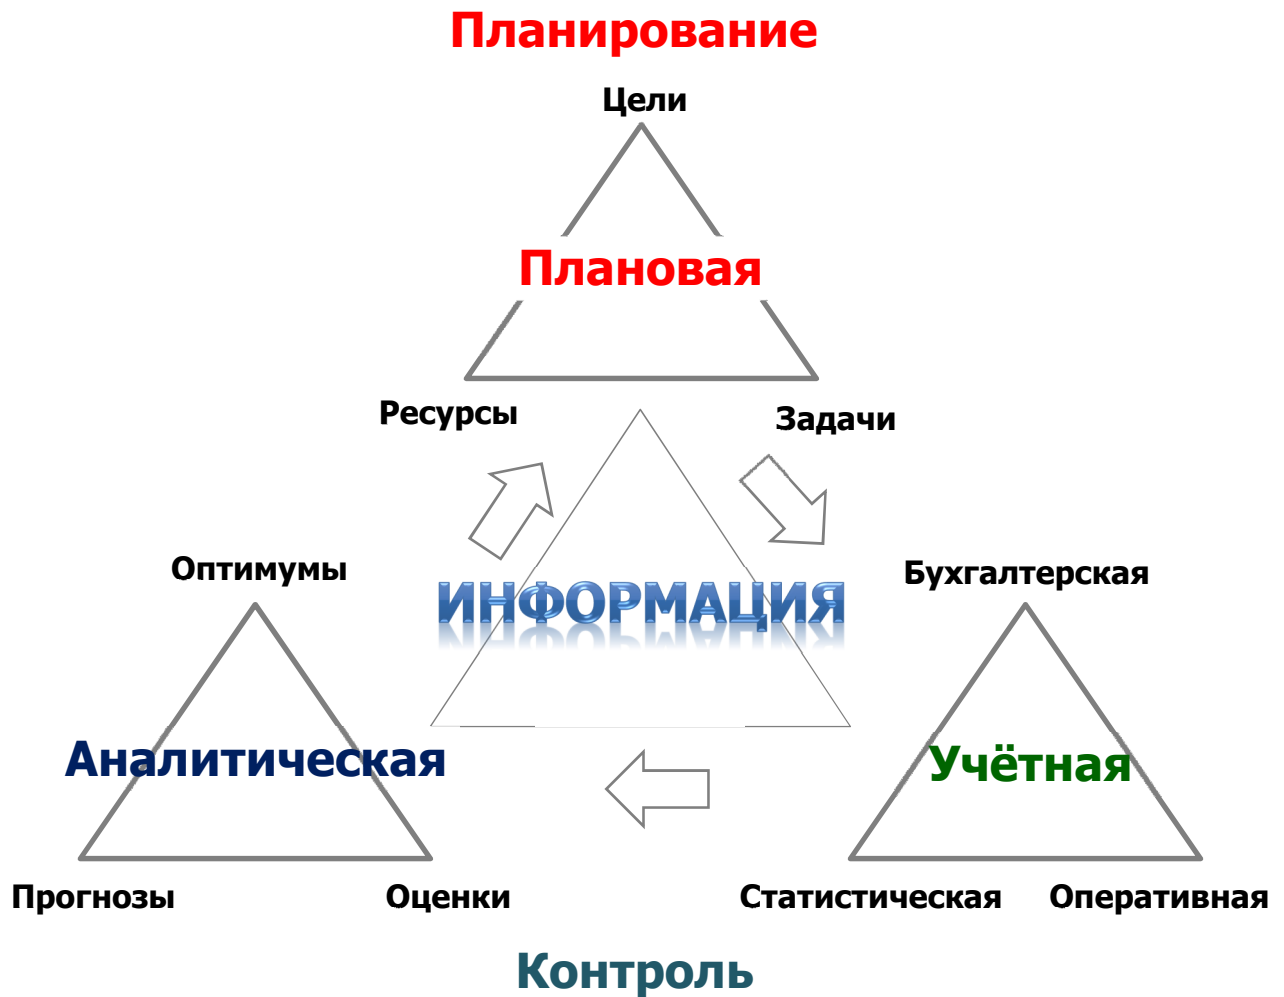 Планирование
Цели
Плановая
Ресурсы
Задачи
Оптимумы
ИНФОРМАЦИЯ
Бухгалтерская
Аналитическая
Учётная
Прогнозы
Оценки
Статистическая
Оперативная
Контроль